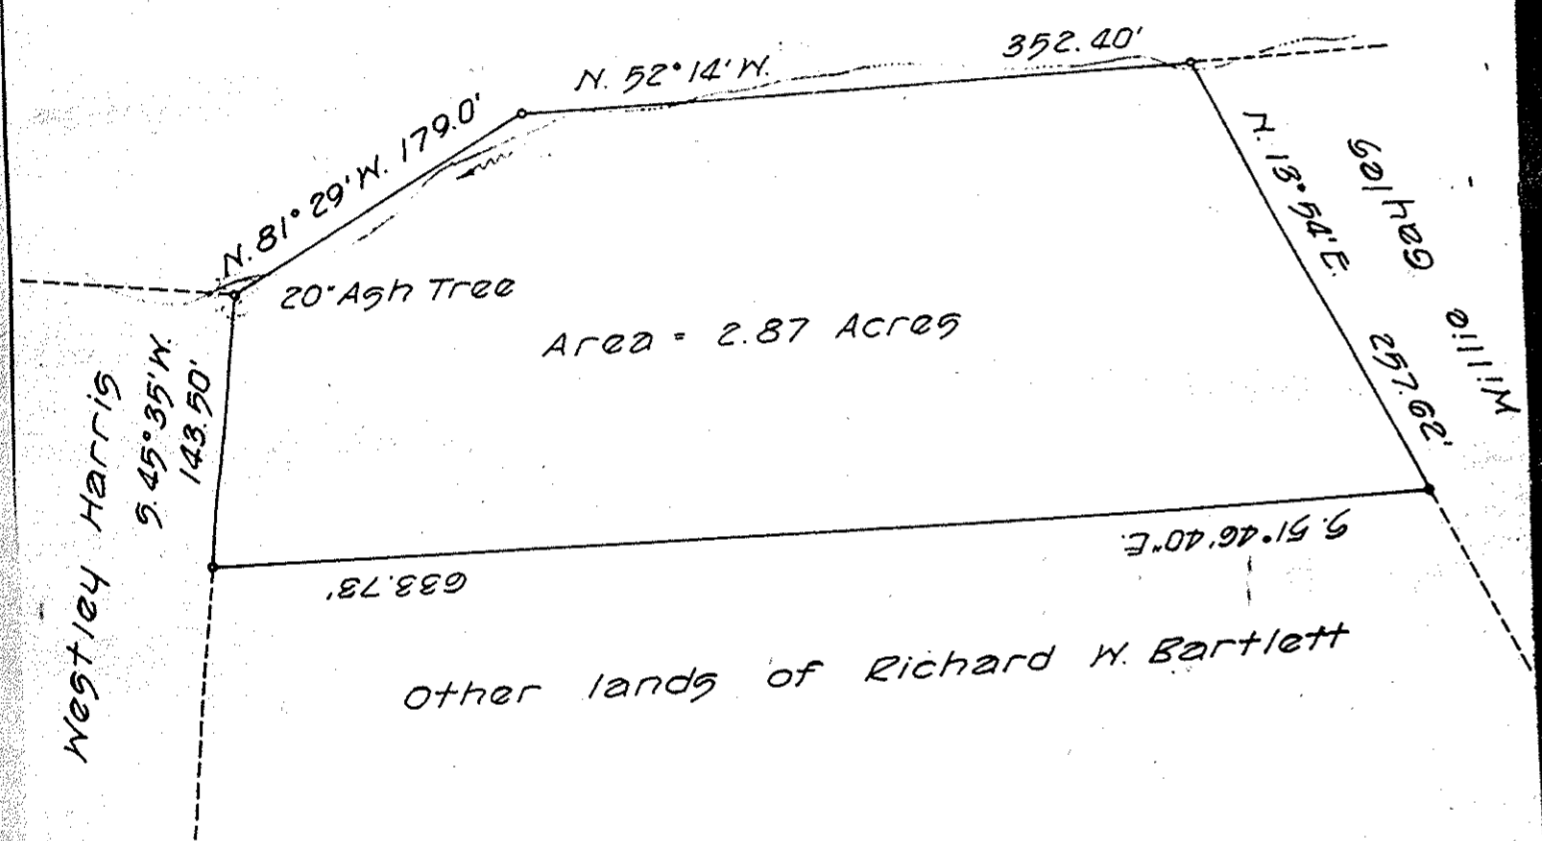 352.40'
N. 52°14' W.
N. 81° 29' W. 179.0'
N. 13° 54' E.
257.62'
Willie Gayles
20" Ash Tree
Area = 2.87 Acres
S. 45° 35' W.
143.50'
Westley Harris
S. 51° 46' 40" E.
633.73'
Other lands of Richard W. Bartlett